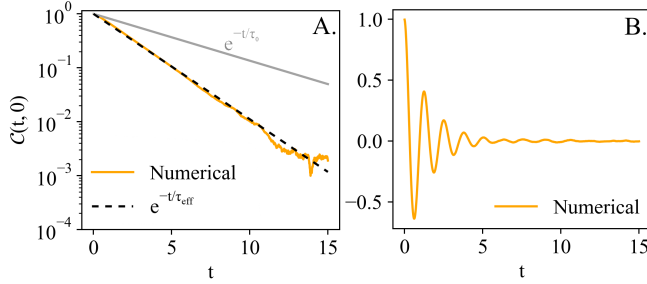 A.
B.
10⁰
10⁻¹
10⁻²
10⁻³
10⁻⁴
C(t, 0)
e^{-t/τ₀}
Numerical
e^{-t/τ_eff}
0 5 10 15
t
1.0
0.5
0.0
−0.5
Numerical
0 5 10 15
t